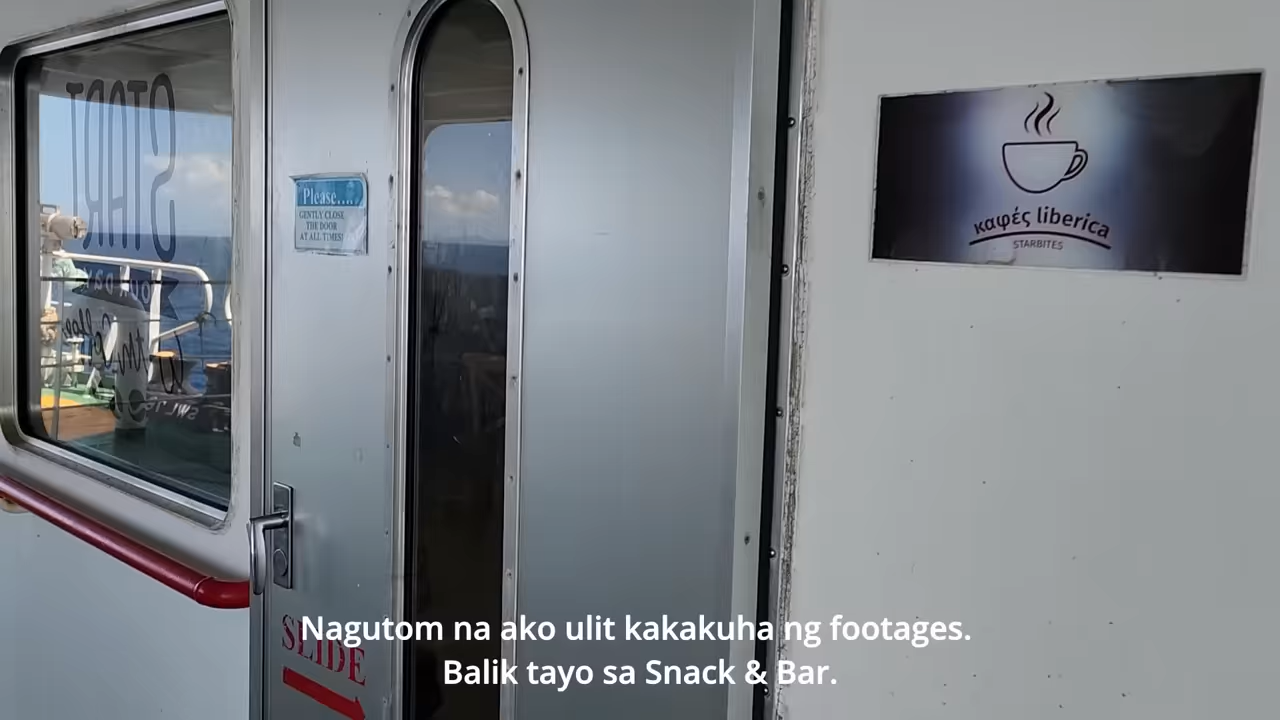 START
Please....
GENTLY CLOSE
THE DOOR
AT ALL TIMES!
καφές liberica
STARBITES
SLIDE
Nagutom na ako ulit kakakuha ng footages.
Balik tayo sa Snack & Bar.